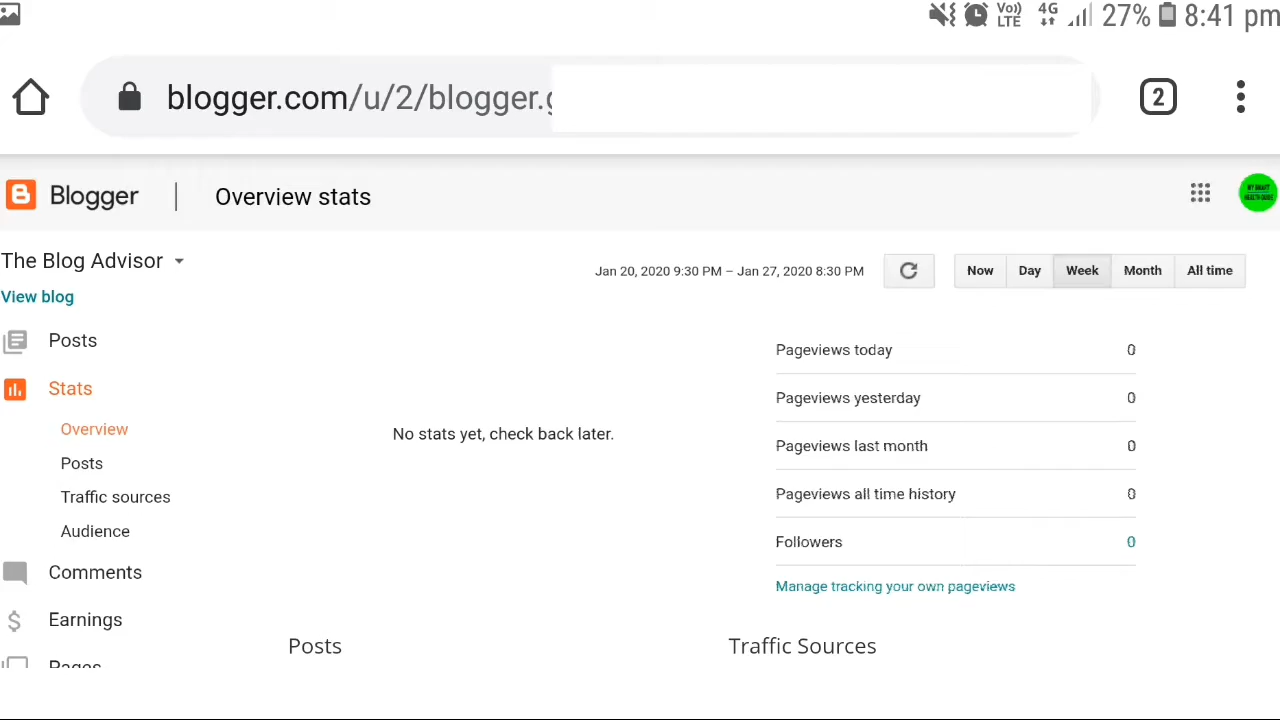 Vo)) LTE 4G 27% 8:41 pm
blogger.com/u/2/blogger.g
2
Blogger | Overview stats
The Blog Advisor
Jan 20, 2020 9:30 PM – Jan 27, 2020 8:30 PM Now Day Week Month All time
View blog
Posts
Stats
Overview
Posts
Traffic sources
Audience
Comments
Earnings
Pages
No stats yet, check back later.
Pageviews today 0
Pageviews yesterday 0
Pageviews last month 0
Pageviews all time history 0
Followers 0
Manage tracking your own pageviews
Posts
Traffic Sources